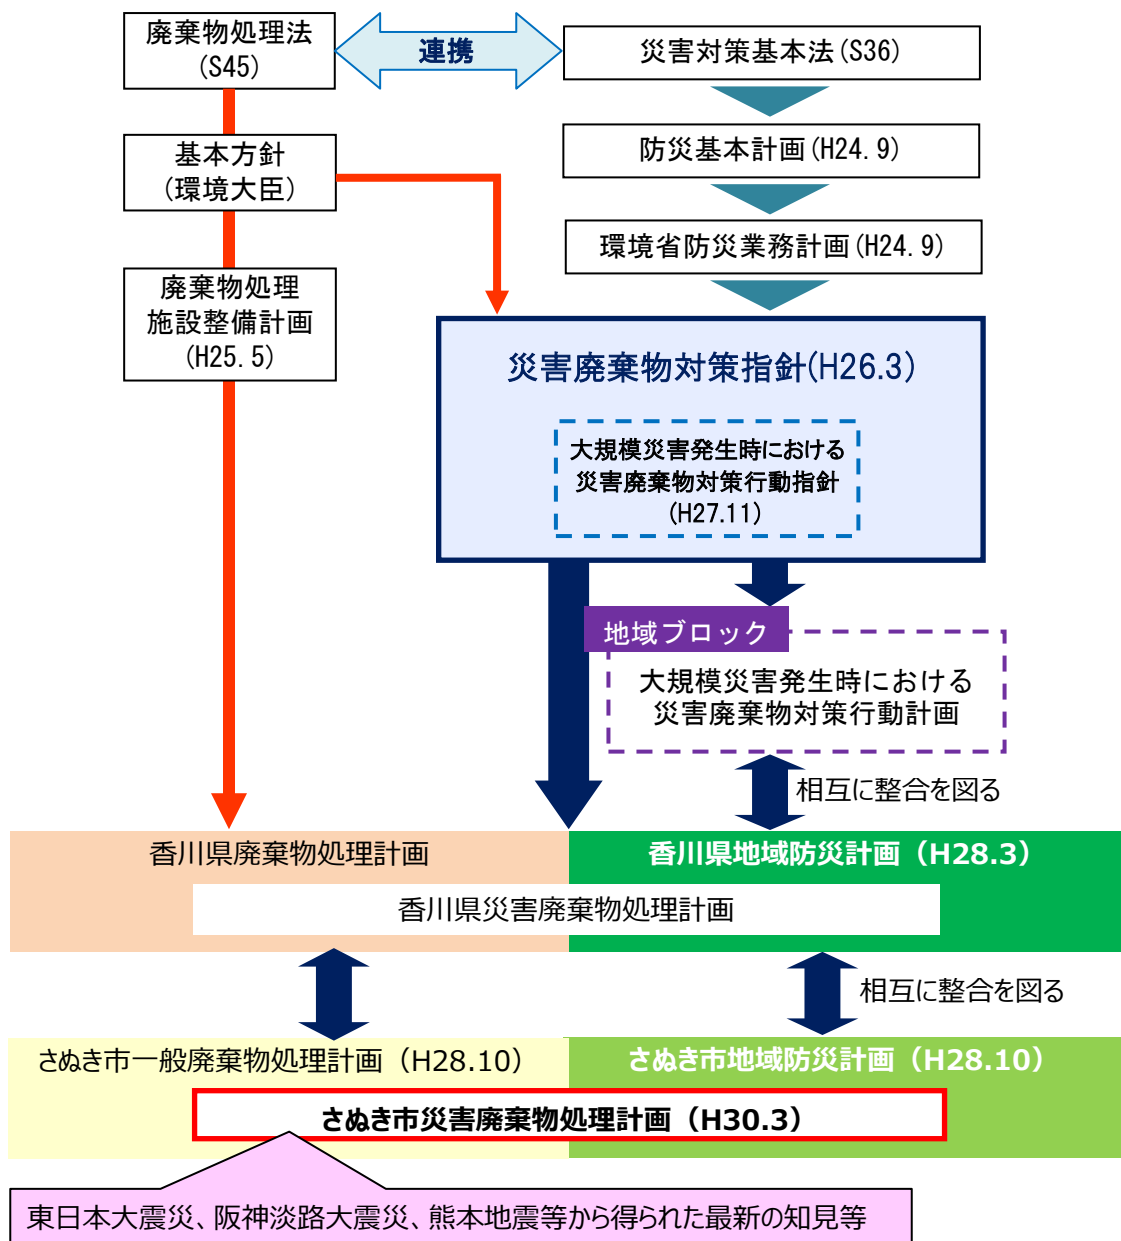 廃棄物処理法
(S45)
連携
災害対策基本法(S36)
基本方針
(環境大臣)
防災基本計画(H24.9)
環境省防災業務計画(H24.9)
廃棄物処理
施設整備計画
(H25.5)
災害廃棄物対策指針(H26.3)
大規模災害発生時における
災害廃棄物対策行動指針
(H27.11)
地域ブロック
大規模災害発生時における
災害廃棄物対策行動計画
相互に整合を図る
香川県廃棄物処理計画
香川県地域防災計画（H28.3）
香川県災害廃棄物処理計画
相互に整合を図る
さぬき市一般廃棄物処理計画（H28.10）
さぬき市地域防災計画（H28.10）
さぬき市災害廃棄物処理計画（H30.3）
東日本大震災、阪神淡路大震災、熊本地震等から得られた最新の知見等